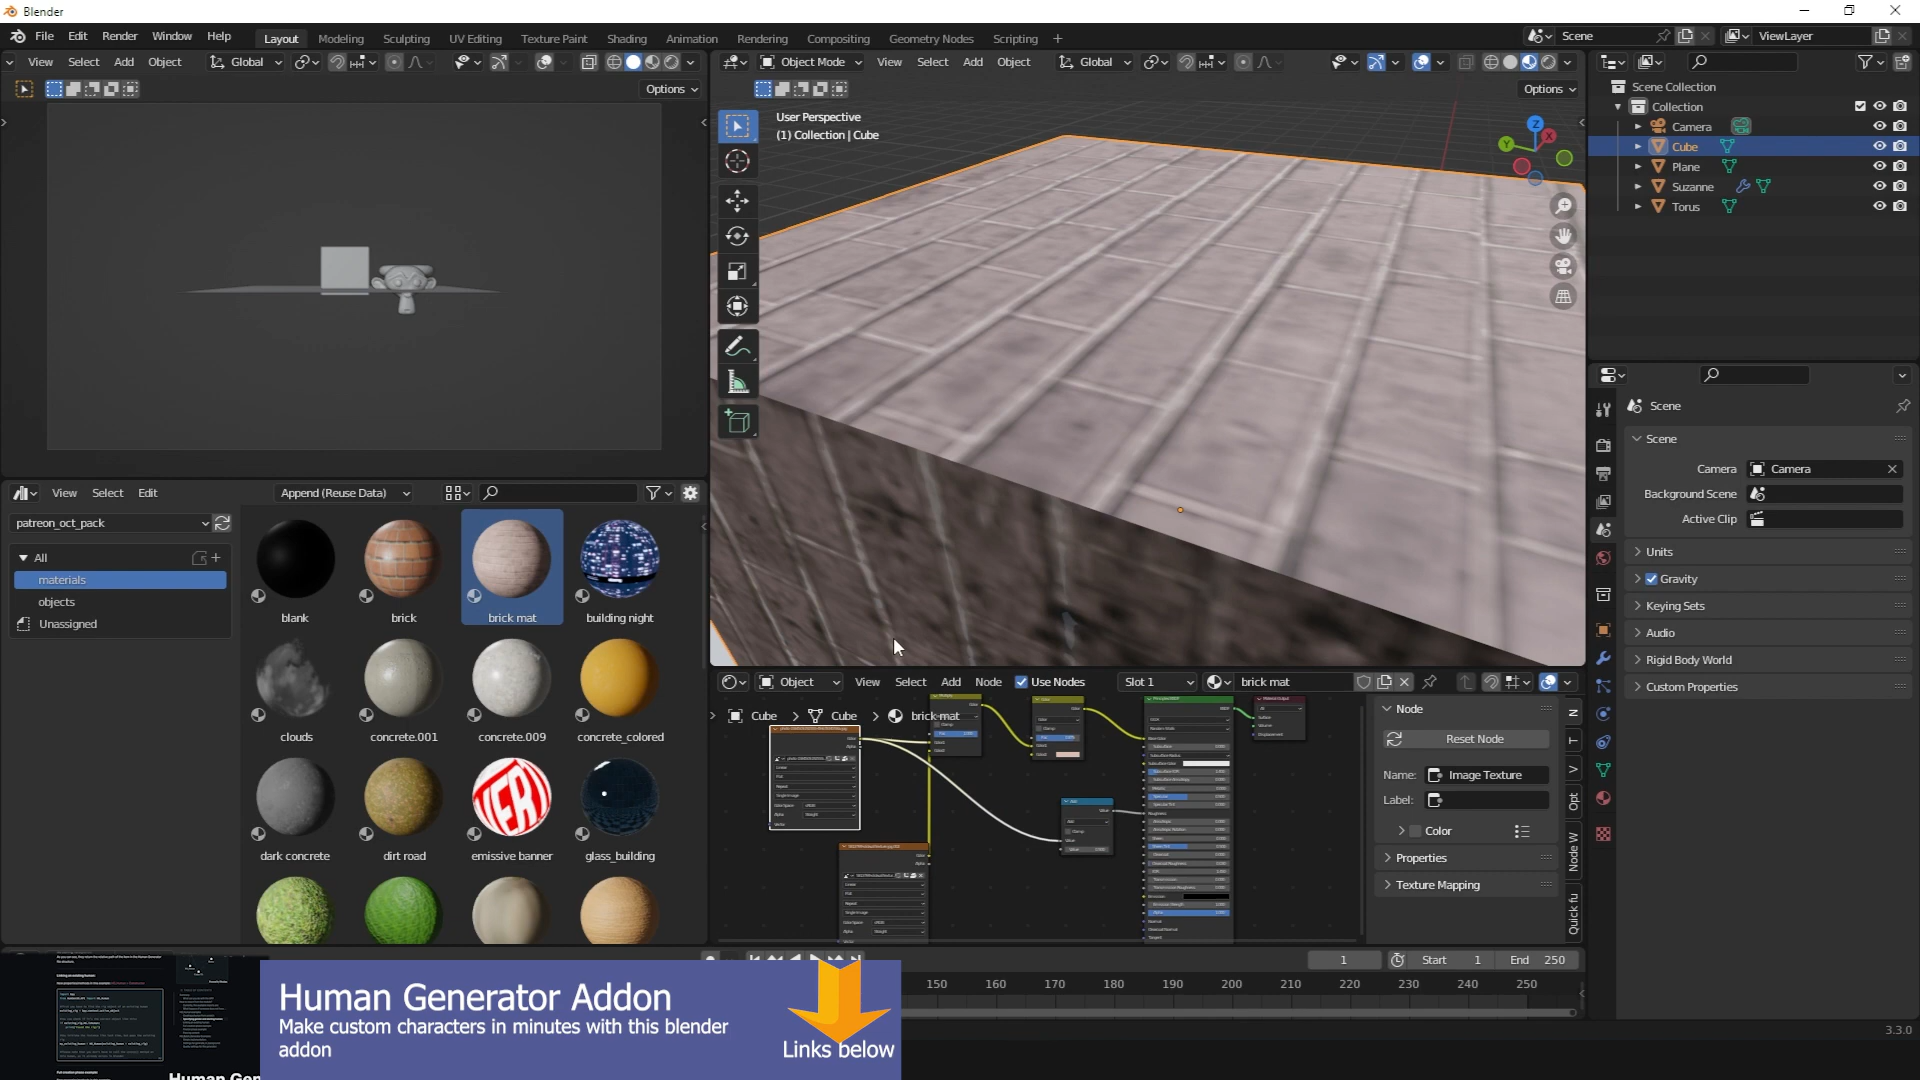 Blender
File Edit Render Window Help Layout Modeling Sculpting UV Editing Texture Paint Shading Animation Rendering Compositing Geometry Nodes Scripting + Scene ViewLayer
View Select Add Object Global
Options
Object Mode View Select Add Object Global
Options
User Perspective
(1) Collection | Cube
Z
X
Y
Scene Collection
Collection
Camera
Cube
Plane
Suzanne
Torus
Scene
Scene
Camera Camera
Background Scene
Active Clip
Units
Gravity
Keying Sets
Audio
Rigid Body World
Custom Properties
View Select Edit Append (Reuse Data)
patreon_oct_pack
All
materials
objects
Unassigned
blank brick brick mat building night
clouds concrete.001 concrete.009 concrete_colored
dark concrete dirt road emissive banner glass_building
Object View Select Add Node Use Nodes Slot 1 brick mat
Cube > Cube > brick mat
Node
Reset Node
Name: Image Texture
Label:
Color
Properties
Texture Mapping
N
T
V
Opt
Node W
Quick fu
1 Start 1 End 250
150 160 170 180 190 200 210 220 230 240 250
3.3.0
Human Generator Addon
Make custom characters in minutes with this blender
addon
Links below
Human Gen